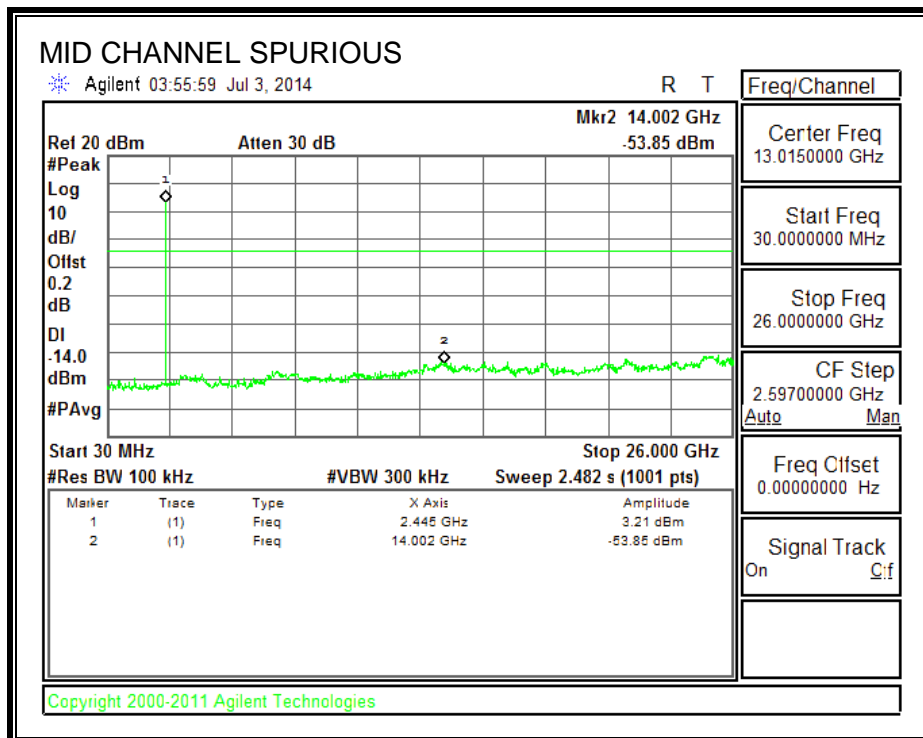 MID CHANNEL SPURIOUS
Agilent 03:55:59 Jul 3, 2014 R T
Mkr2 14.002 GHz
Ref 20 dBm Atten 30 dB -53.85 dBm
#Peak
Log
10
dB/
Offst
0.2
dB
DI
-14.0
dBm
#PAvg
1
2
Start 30 MHz Stop 26.000 GHz
#Res BW 100 kHz #VBW 300 kHz Sweep 2.482 s (1001 pts)
Marker Trace Type X Axis Amplitude
1 (1) Freq 2.445 GHz 3.21 dBm
2 (1) Freq 14.002 GHz -53.85 dBm
Copyright 2000-2011 Agilent Technologies
Freq/Channel
Center Freq
13.0150000 GHz
Start Freq
30.0000000 MHz
Stop Freq
26.0000000 GHz
CF Step
2.59700000 GHz
Auto Man
Freq Offset
0.00000000 Hz
Signal Track
On Off